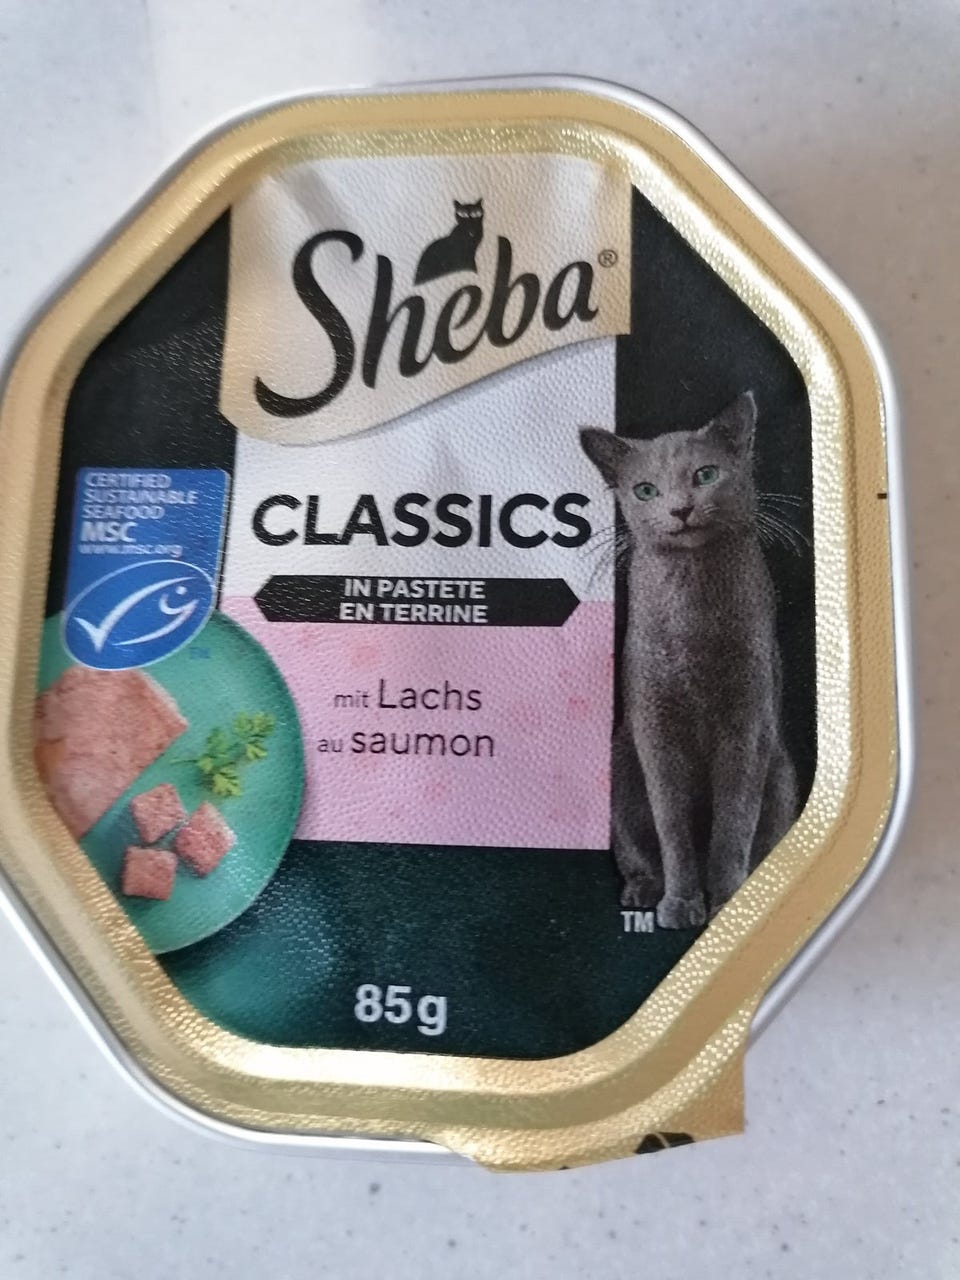 Sheba®
CERTIFIED
SUSTAINABLE
SEAFOOD
MSC
www.msc.org
TM
CLASSICS
IN PASTETE
EN TERRINE
mit Lachs
au saumon
TM
85g